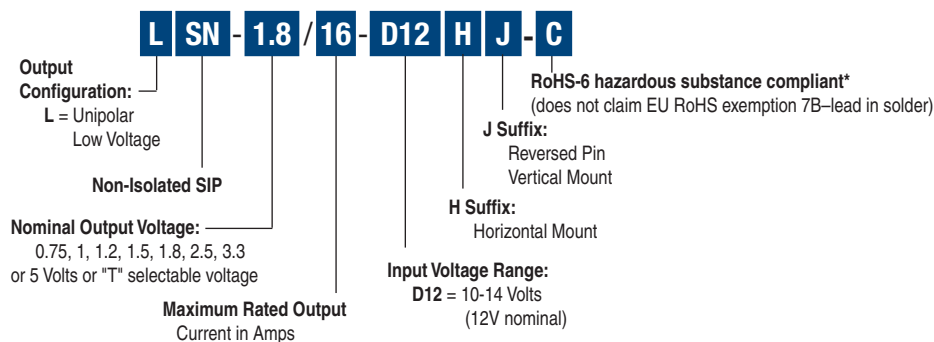 L SN - 1.8 / 16 - D12 H J - C
Output
Configuration:
L = Unipolar
Low Voltage
Non-Isolated SIP
Nominal Output Voltage:
0.75, 1, 1.2, 1.5, 1.8, 2.5, 3.3
or 5 Volts or "T" selectable voltage
Maximum Rated Output
Current in Amps
Input Voltage Range:
D12 = 10-14 Volts
(12V nominal)
H Suffix:
Horizontal Mount
J Suffix:
Reversed Pin
Vertical Mount
RoHS-6 hazardous substance compliant*
(does not claim EU RoHS exemption 7B–lead in solder)